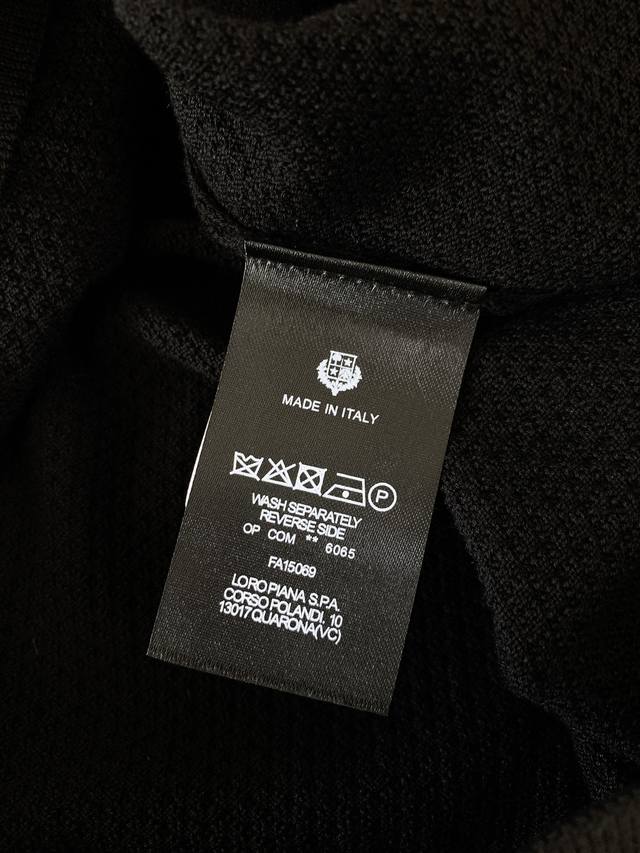 MADE IN ITALY
P
WASH SEPARATELY
REVERSE SIDE
OP COM ** 6065
FA15069
LORO PIANA S.P.A.
CORSO POLANDI, 10
13017 QUARONA(VC)